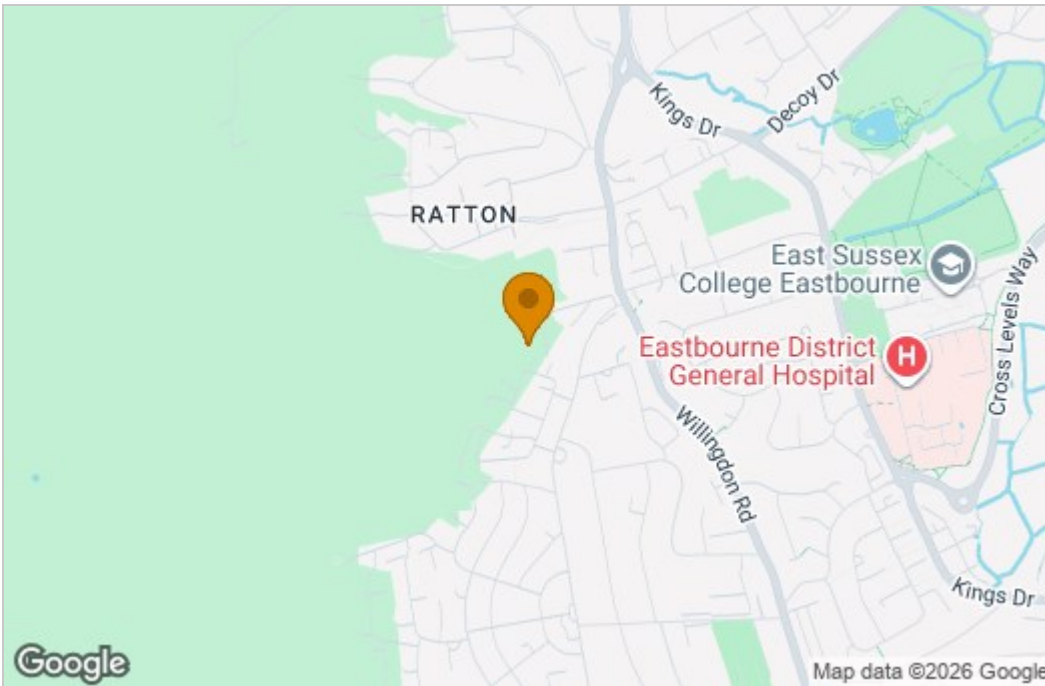 Kings Dr
Decoy Dr
RATTON
East Sussex
College Eastbourne
Eastbourne District
General Hospital
H
Cross Levels Way
Willingdon Rd
Kings Dr
Google
Map data ©2026 Google